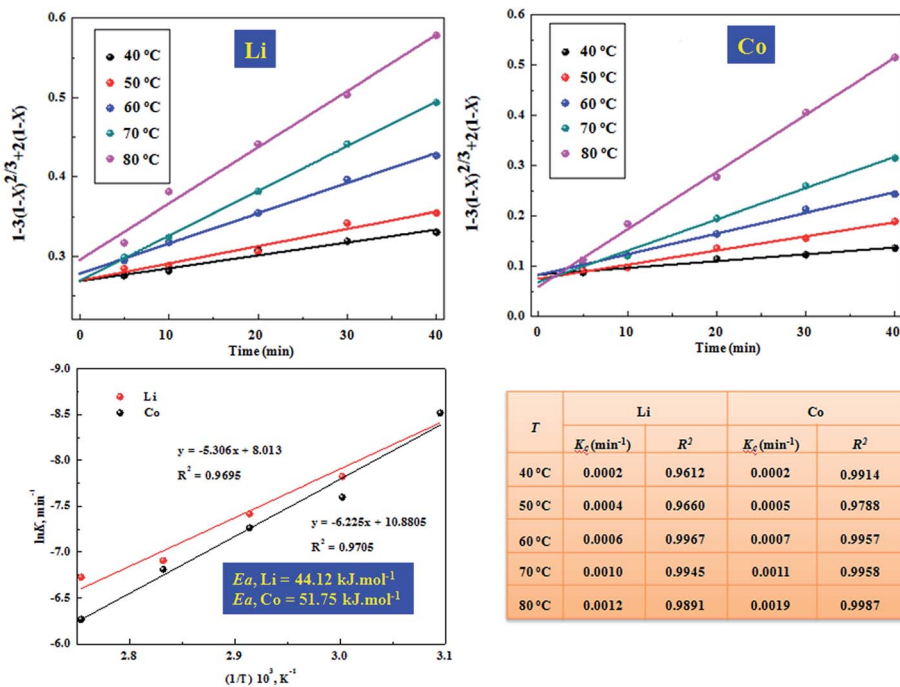 Li
40 ºC
50 ºC
60 ºC
70 ºC
80 ºC
0.6
0.5
0.4
0.3
1-3(1-X)2/3+2(1-X)
0 10 20 30 40
Time (min)
Co
40 ºC
50 ºC
60 ºC
70 ºC
80 ºC
0.6
0.5
0.4
0.3
0.2
0.1
0.0
1-3(1-X)2/3+2(1-X)
0 10 20 30 40
Time (min)
-9.0
-8.5
-8.0
-7.5
-7.0
-6.5
-6.0
lnK, min-1
Li
Co
y = -5.306x + 8.013
R2 = 0.9695
y = -6.225x + 10.8805
R2 = 0.9705
Ea, Li = 44.12 kJ.mol-1
Ea, Co = 51.75 kJ.mol-1
2.8 2.9 3.0 3.1
(1/T) 103, K-1
T Li Co
Kc (min-1) R2 Kc (min-1) R2
40 ºC 0.0002 0.9612 0.0002 0.9914
50 ºC 0.0004 0.9660 0.0005 0.9788
60 ºC 0.0006 0.9967 0.0007 0.9957
70 ºC 0.0010 0.9945 0.0011 0.9958
80 ºC 0.0012 0.9891 0.0019 0.9987